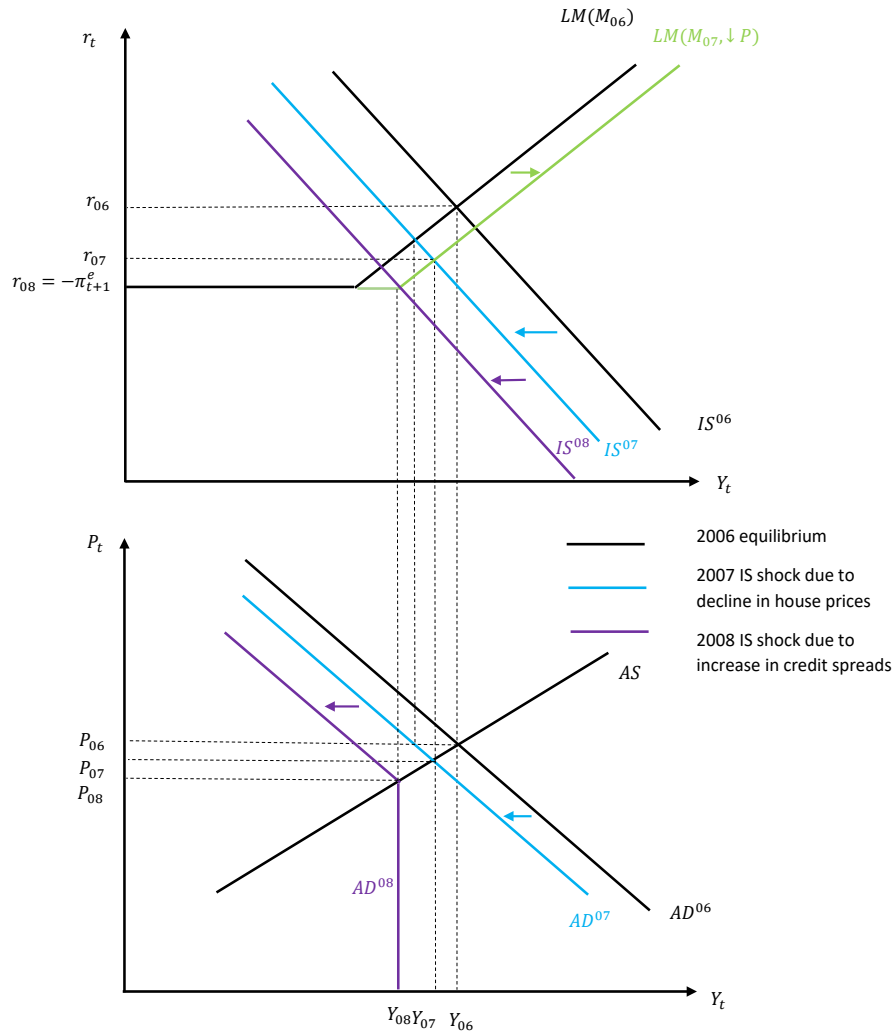 LM(M₀₆)
LM(M₀₇,↓ P)
rₜ
r₀₆
r₀₇
r₀₈ = −πᵉₜ₊₁
IS⁰⁶
IS⁰⁸ IS⁰⁷
Yₜ
Pₜ
2006 equilibrium
2007 IS shock due to
decline in house prices
2008 IS shock due to
increase in credit spreads
AS
P₀₆
P₀₇
P₀₈
AD⁰⁸
AD⁰⁷
AD⁰⁶
Y₀₈ Y₀₇ Y₀₆
Yₜ